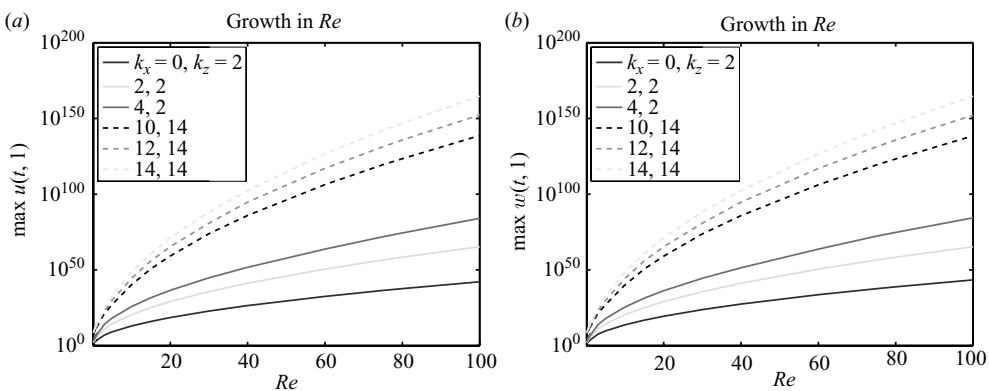 (a)
Growth in Re
10^200
10^150
10^100
10^50
10^0
max u(t, 1)
k_x = 0, k_z = 2
2, 2
4, 2
10, 14
12, 14
14, 14
20 40 60 80 100
Re
(b)
Growth in Re
10^200
10^150
10^100
10^50
10^0
max w(t, 1)
k_x = 0, k_z = 2
2, 2
4, 2
10, 14
12, 14
14, 14
20 40 60 80 100
Re